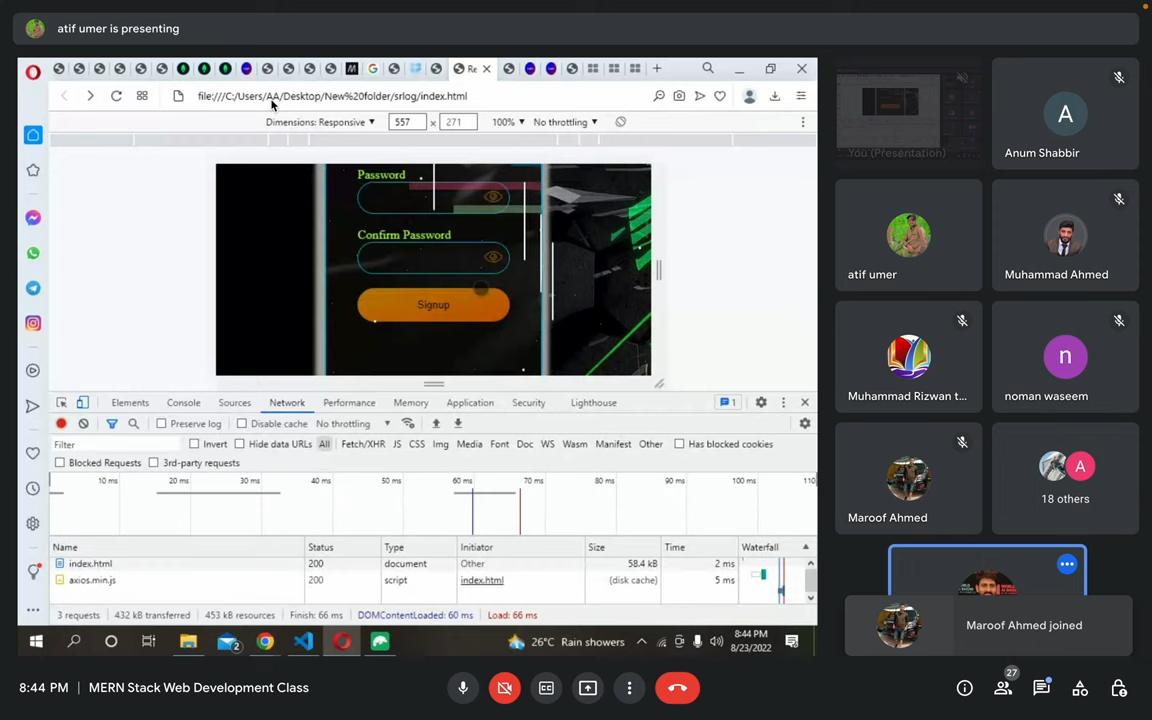 atif umer is presenting
Re
file:///C:/Users/AA/Desktop/New%20folder/srlog/index.html
Dimensions: Responsive 557 × 271 100% No throttling
Password
Confirm Password
Signup
Elements Console Sources Network Performance Memory Application Security Lighthouse 1
Preserve log Disable cache No throttling
Filter Invert Hide data URLs All Fetch/XHR JS CSS Img Media Font Doc WS Wasm Manifest Other Has blocked cookies
Blocked Requests 3rd-party requests
10 ms 20 ms 30 ms 40 ms 50 ms 60 ms 70 ms 80 ms 90 ms 100 ms 110
Name Status Type Initiator Size Time Waterfall
index.html 200 document Other 58.4 kB 2 ms
axios.min.js 200 script index.html (disk cache) 5 ms
3 requests 432 kB transferred 453 kB resources Finish: 66 ms DOMContentLoaded: 60 ms Load: 66 ms
2 26°C Rain showers 8:44 PM
8/23/2022
You (Presentation)
A
Anum Shabbir
atif umer
Muhammad Ahmed
Muhammad Rizwan t...
n
noman waseem
Maroof Ahmed
A
18 others
Maroof Ahmed joined
8:44 PM MERN Stack Web Development Class
27